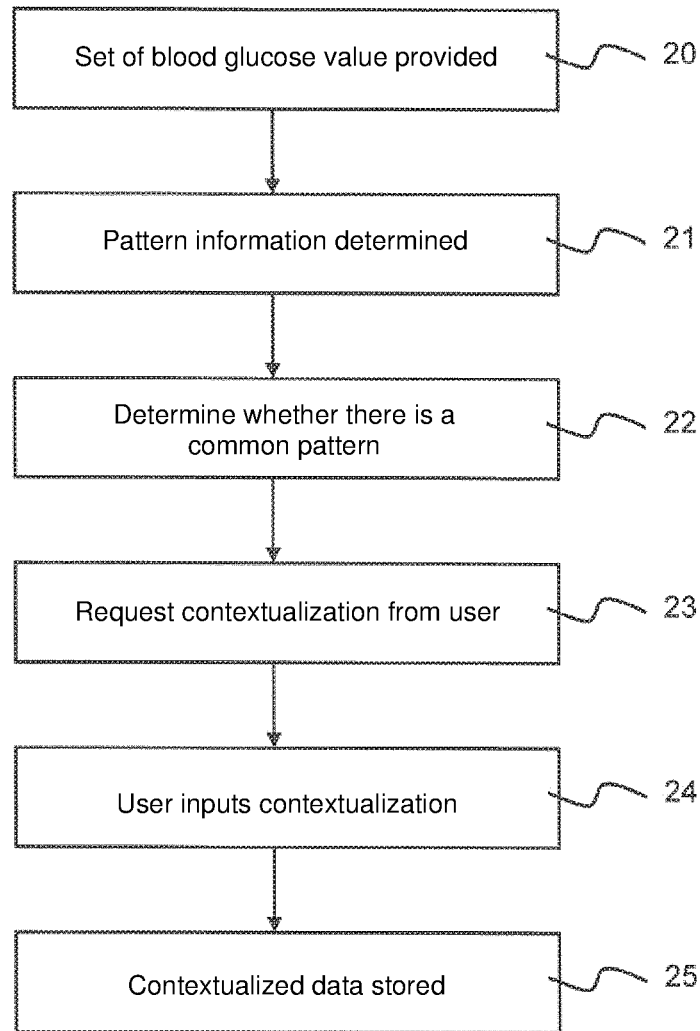 Set of blood glucose value provided
20
Pattern information determined
21
Determine whether there is a
common pattern
22
Request contextualization from user
23
User inputs contextualization
24
Contextualized data stored
25